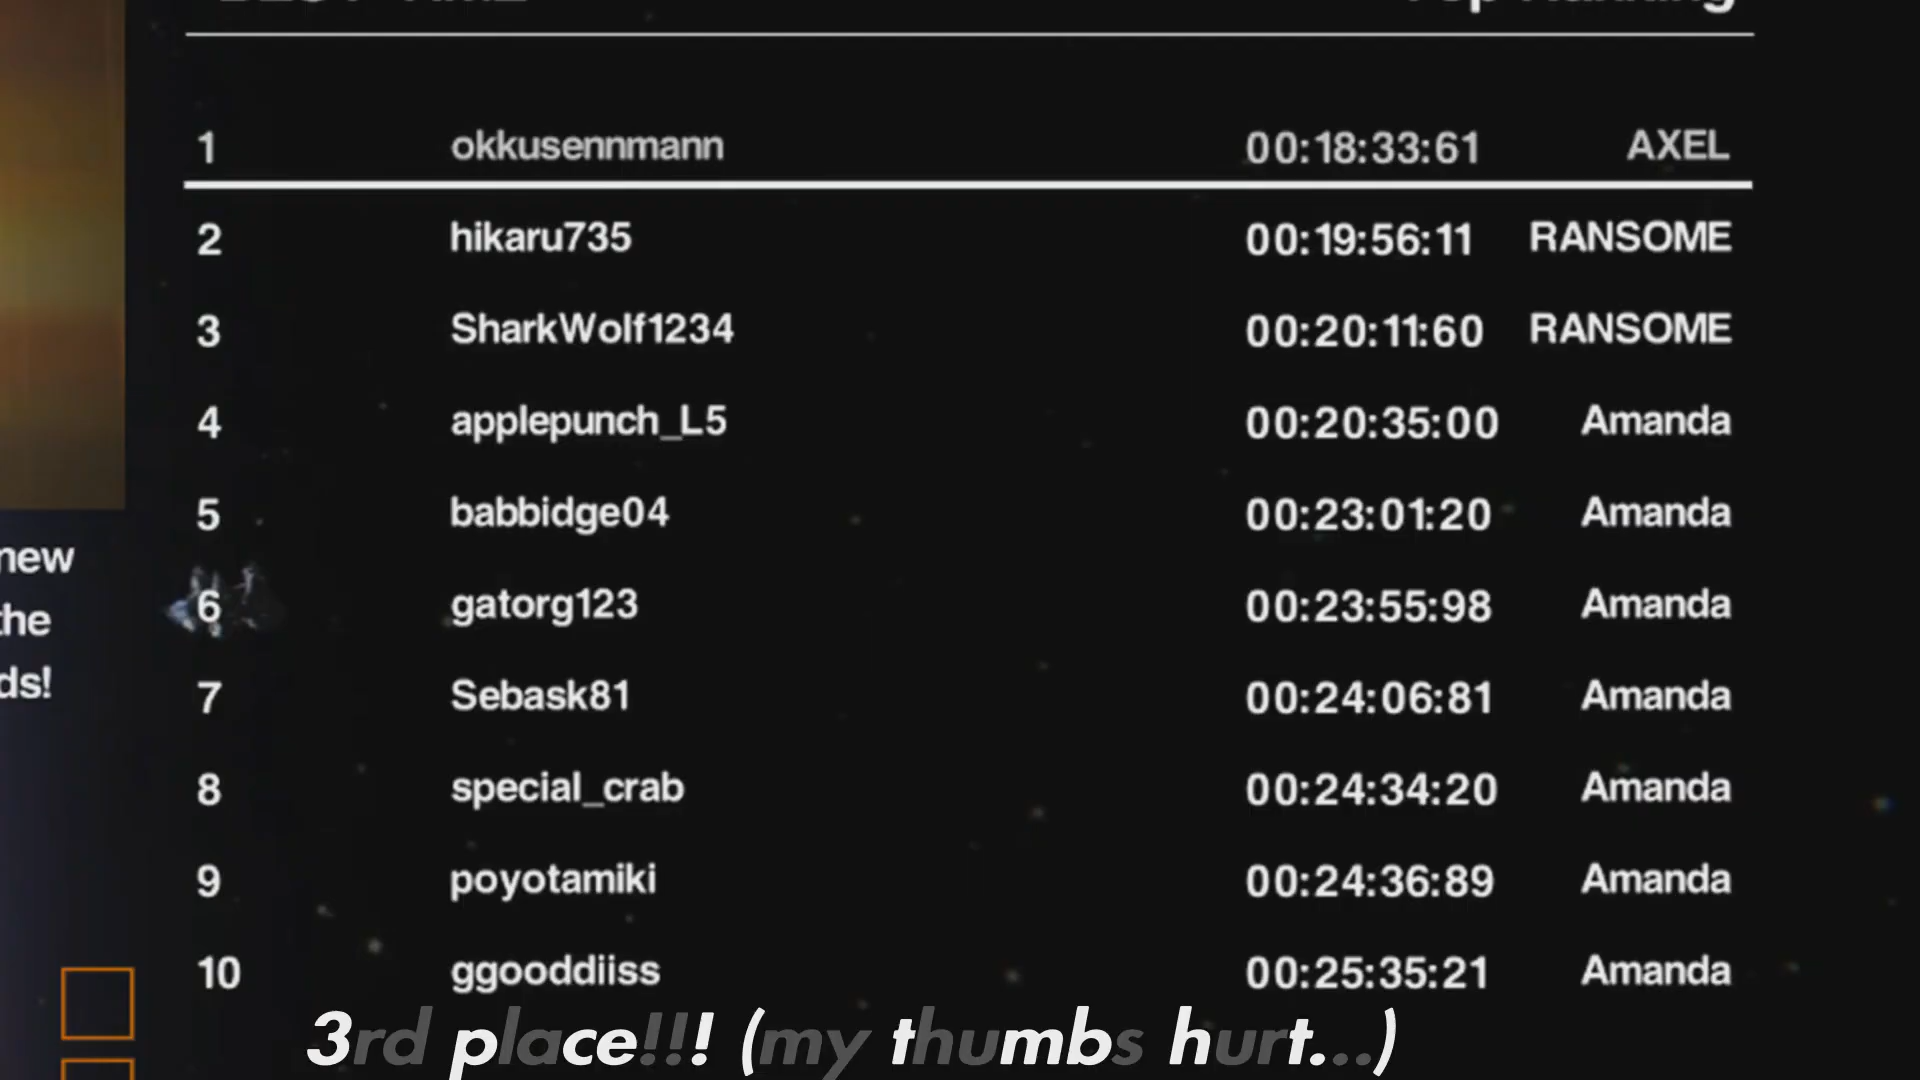 BEST TIME Top Ranking
1 okkusennmann 00:18:33:61 AXEL
2 hikaru735 00:19:56:11 RANSOME
3 SharkWolf1234 00:20:11:60 RANSOME
4 applepunch_L5 00:20:35:00 Amanda
5 babbidge04 00:23:01:20 Amanda
6 gatorg123 00:23:55:98 Amanda
7 Sebask81 00:24:06:81 Amanda
8 special_crab 00:24:34:20 Amanda
9 poyotamiki 00:24:36:89 Amanda
10 ggooddiiss 00:25:35:21 Amanda
new
the
ds!
3rd place!!! (my thumbs hurt...)